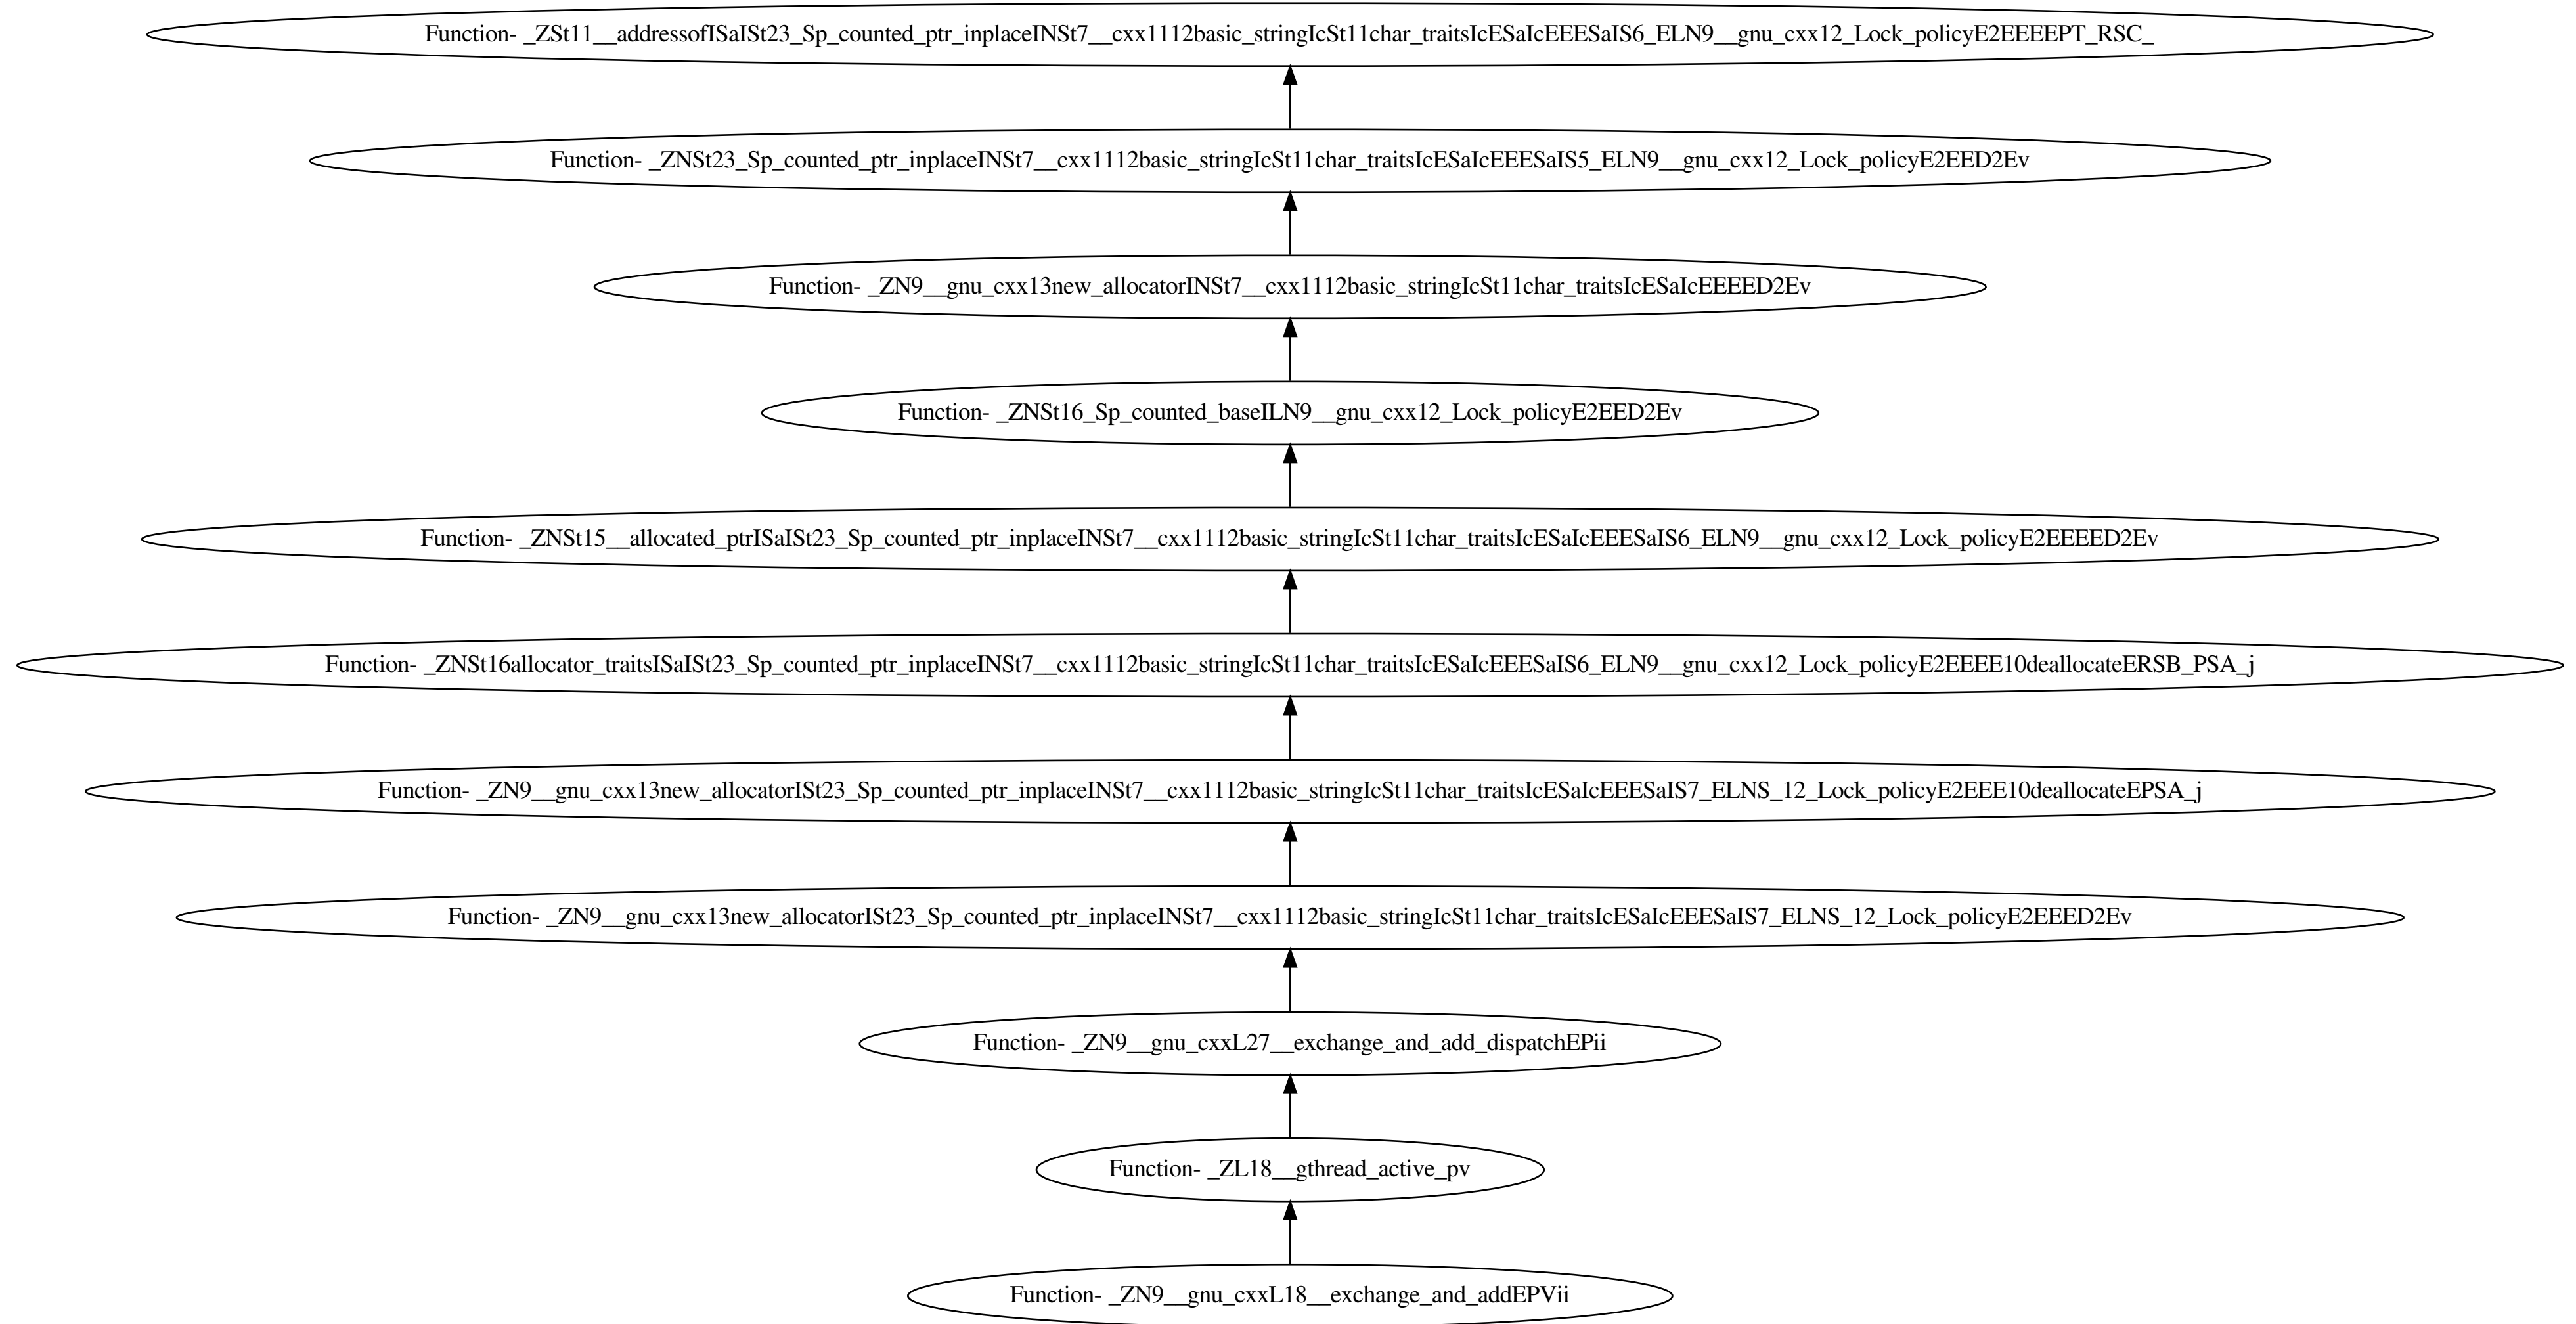 Function- _ZSt11__addressofISaISt23_Sp_counted_ptr_inplaceINSt7__cxx1112basic_stringIcSt11char_traitsIcESaIcEEESaIS6_ELN9__gnu_cxx12_Lock_policyE2EEEEPT_RSC_
Function- _ZNSt23_Sp_counted_ptr_inplaceINSt7__cxx1112basic_stringIcSt11char_traitsIcESaIcEEESaIS5_ELN9__gnu_cxx12_Lock_policyE2EED2Ev
Function- _ZN9__gnu_cxx13new_allocatorINSt7__cxx1112basic_stringIcSt11char_traitsIcESaIcEEEED2Ev
Function- _ZNSt16_Sp_counted_baseILN9__gnu_cxx12_Lock_policyE2EED2Ev
Function- _ZNSt15__allocated_ptrISaISt23_Sp_counted_ptr_inplaceINSt7__cxx1112basic_stringIcSt11char_traitsIcESaIcEEESaIS6_ELN9__gnu_cxx12_Lock_policyE2EEEED2Ev
Function- _ZNSt16allocator_traitsISaISt23_Sp_counted_ptr_inplaceINSt7__cxx1112basic_stringIcSt11char_traitsIcESaIcEEESaIS6_ELN9__gnu_cxx12_Lock_policyE2EEEE10deallocateERSB_PSA_j
Function- _ZN9__gnu_cxx13new_allocatorISt23_Sp_counted_ptr_inplaceINSt7__cxx1112basic_stringIcSt11char_traitsIcESaIcEEESaIS7_ELNS_12_Lock_policyE2EEE10deallocateEPSA_j
Function- _ZN9__gnu_cxx13new_allocatorISt23_Sp_counted_ptr_inplaceINSt7__cxx1112basic_stringIcSt11char_traitsIcESaIcEEESaIS7_ELNS_12_Lock_policyE2EEED2Ev
Function- _ZN9__gnu_cxxL27__exchange_and_add_dispatchEPii
Function- _ZL18__gthread_active_pv
Function- _ZN9__gnu_cxxL18__exchange_and_addEPVii